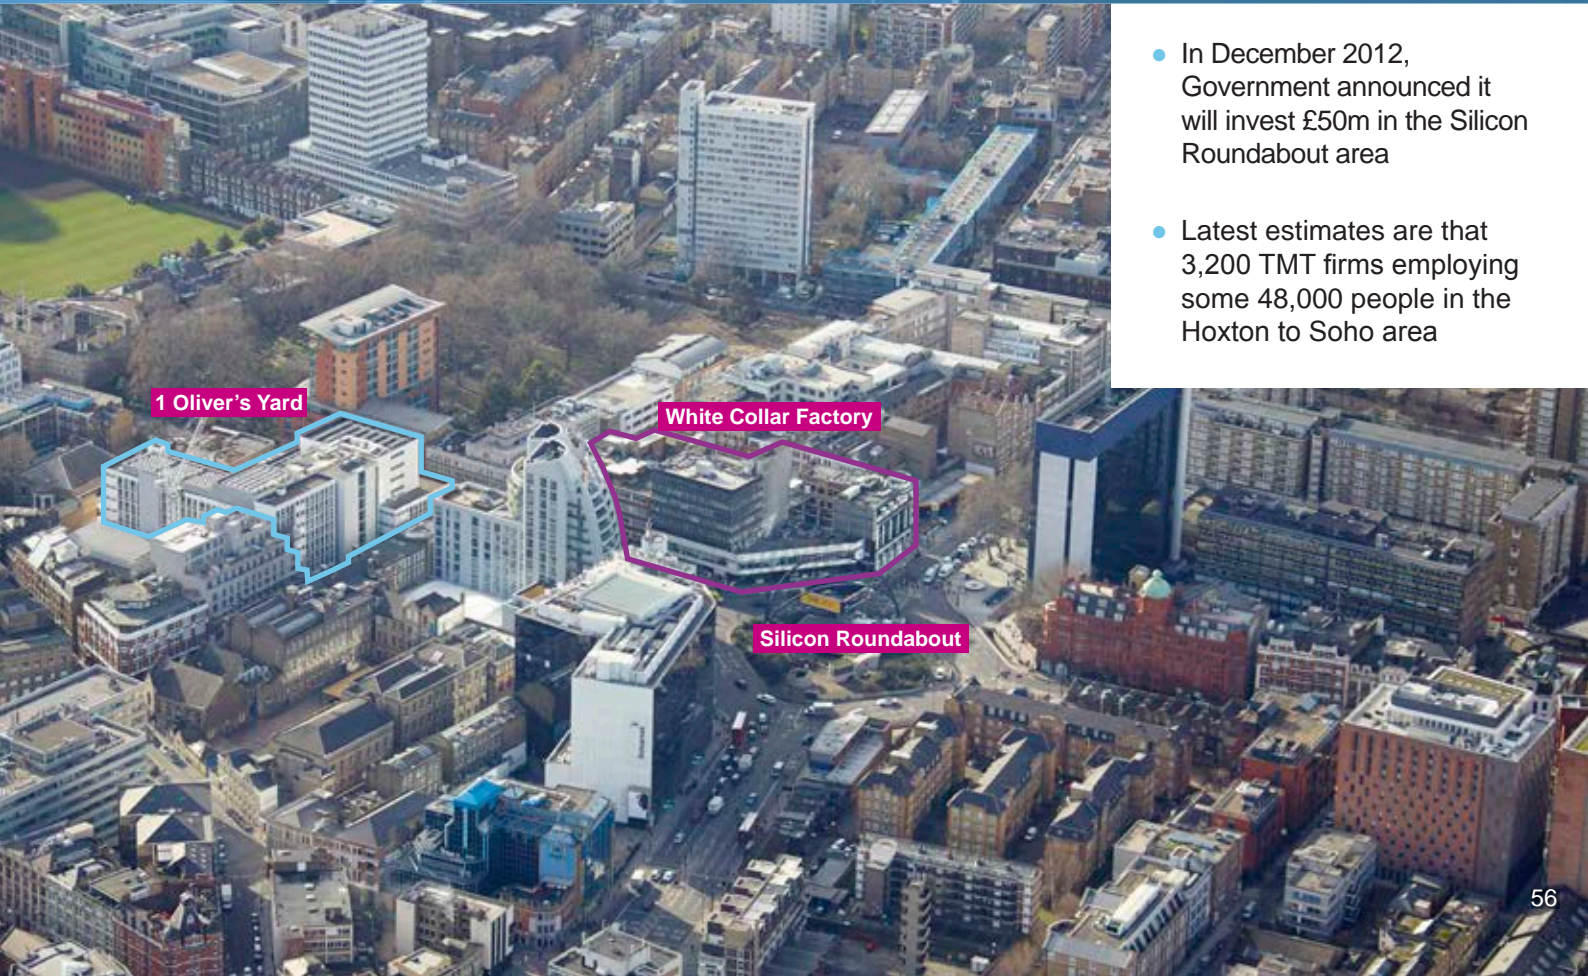 ● In December 2012,
Government announced it
will invest £50m in the Silicon
Roundabout area
● Latest estimates are that
3,200 TMT firms employing
some 48,000 people in the
Hoxton to Soho area
1 Oliver's Yard
White Collar Factory
Silicon Roundabout
56